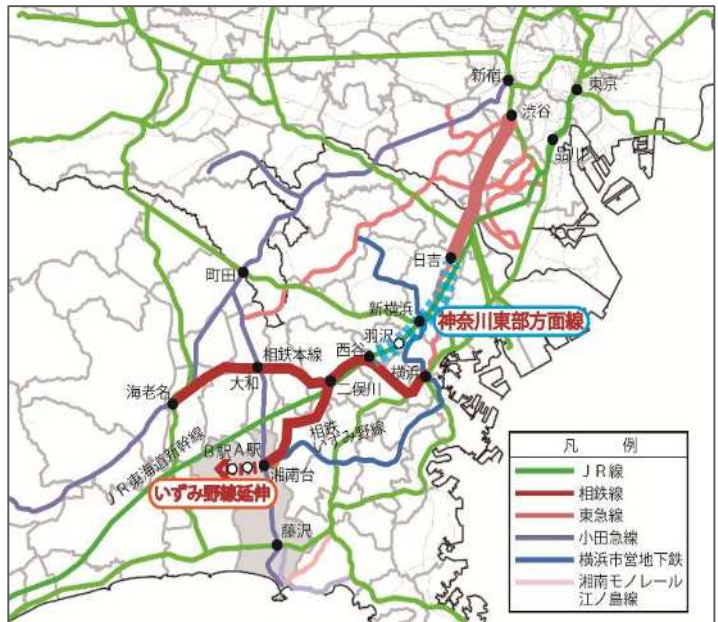 新宿
東京
渋谷
品川
日吉
町田
新横浜
神奈川東部方面線
羽沢
西谷
相鉄本線
横浜
大和
二俣川
海老名
相鉄
いずみ野線
JR東海道新幹線
B駅A駅
湘南台
いずみ野線延伸
藤沢
凡 例
JR線
相鉄線
東急線
小田急線
横浜市営地下鉄
湘南モノレール
江ノ島線